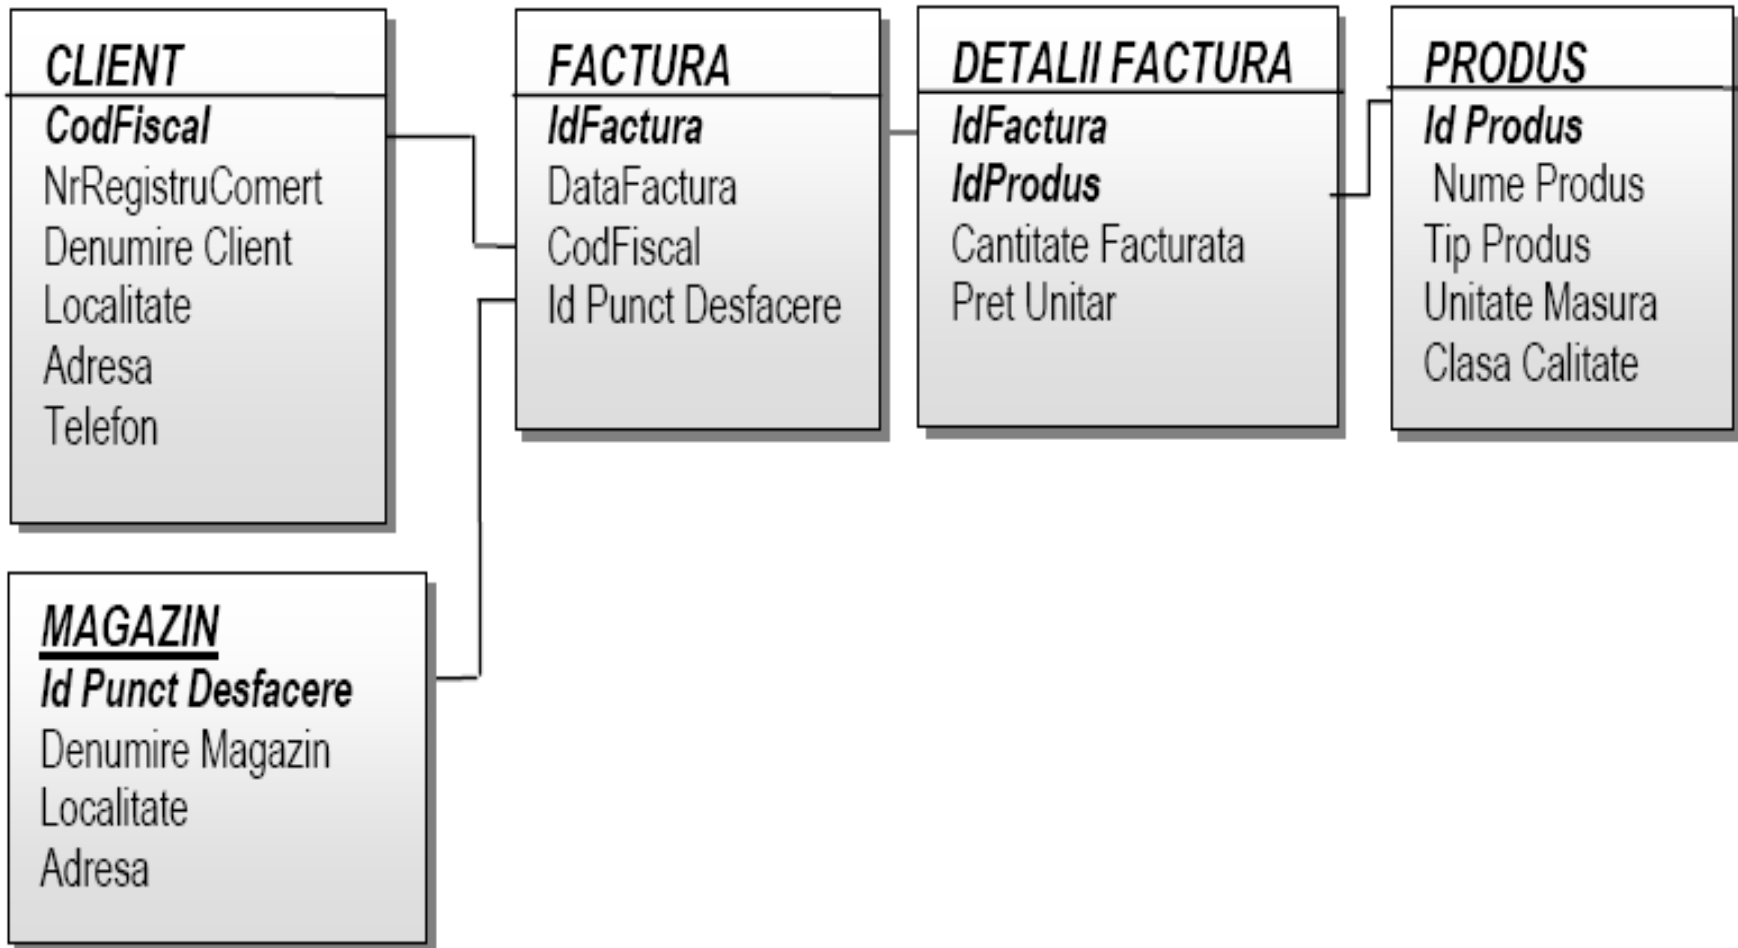 CLIENT
CodFiscal
NrRegistruComert
Denumire Client
Localitate
Adresa
Telefon
FACTURA
IdFactura
DataFactura
CodFiscal
Id Punct Desfacere
DETALII FACTURA
IdFactura
IdProdus
Cantitate Facturata
Pret Unitar
PRODUS
Id Produs
Nume Produs
Tip Produs
Unitate Masura
Clasa Calitate
MAGAZIN
Id Punct Desfacere
Denumire Magazin
Localitate
Adresa